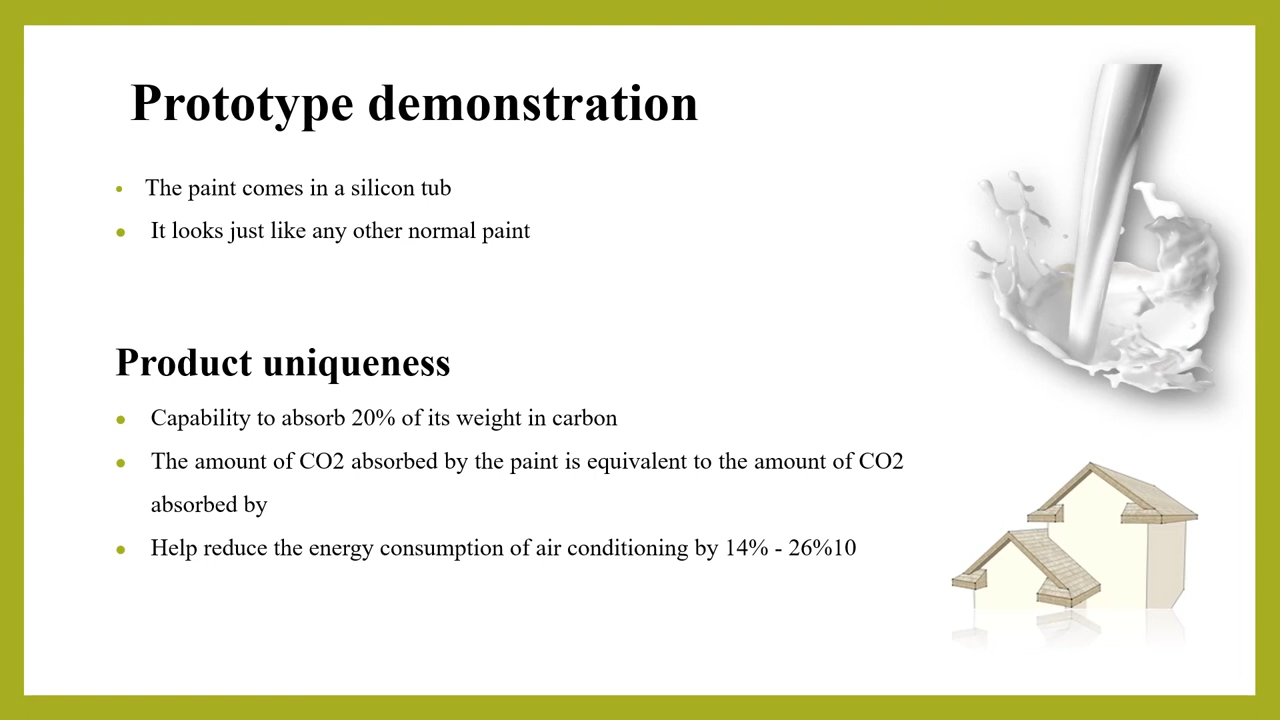 Prototype demonstration
• The paint comes in a silicon tub
• It looks just like any other normal paint
Product uniqueness
• Capability to absorb 20% of its weight in carbon
• The amount of CO2 absorbed by the paint is equivalent to the amount of CO2
absorbed by
• Help reduce the energy consumption of air conditioning by 14% - 26%10